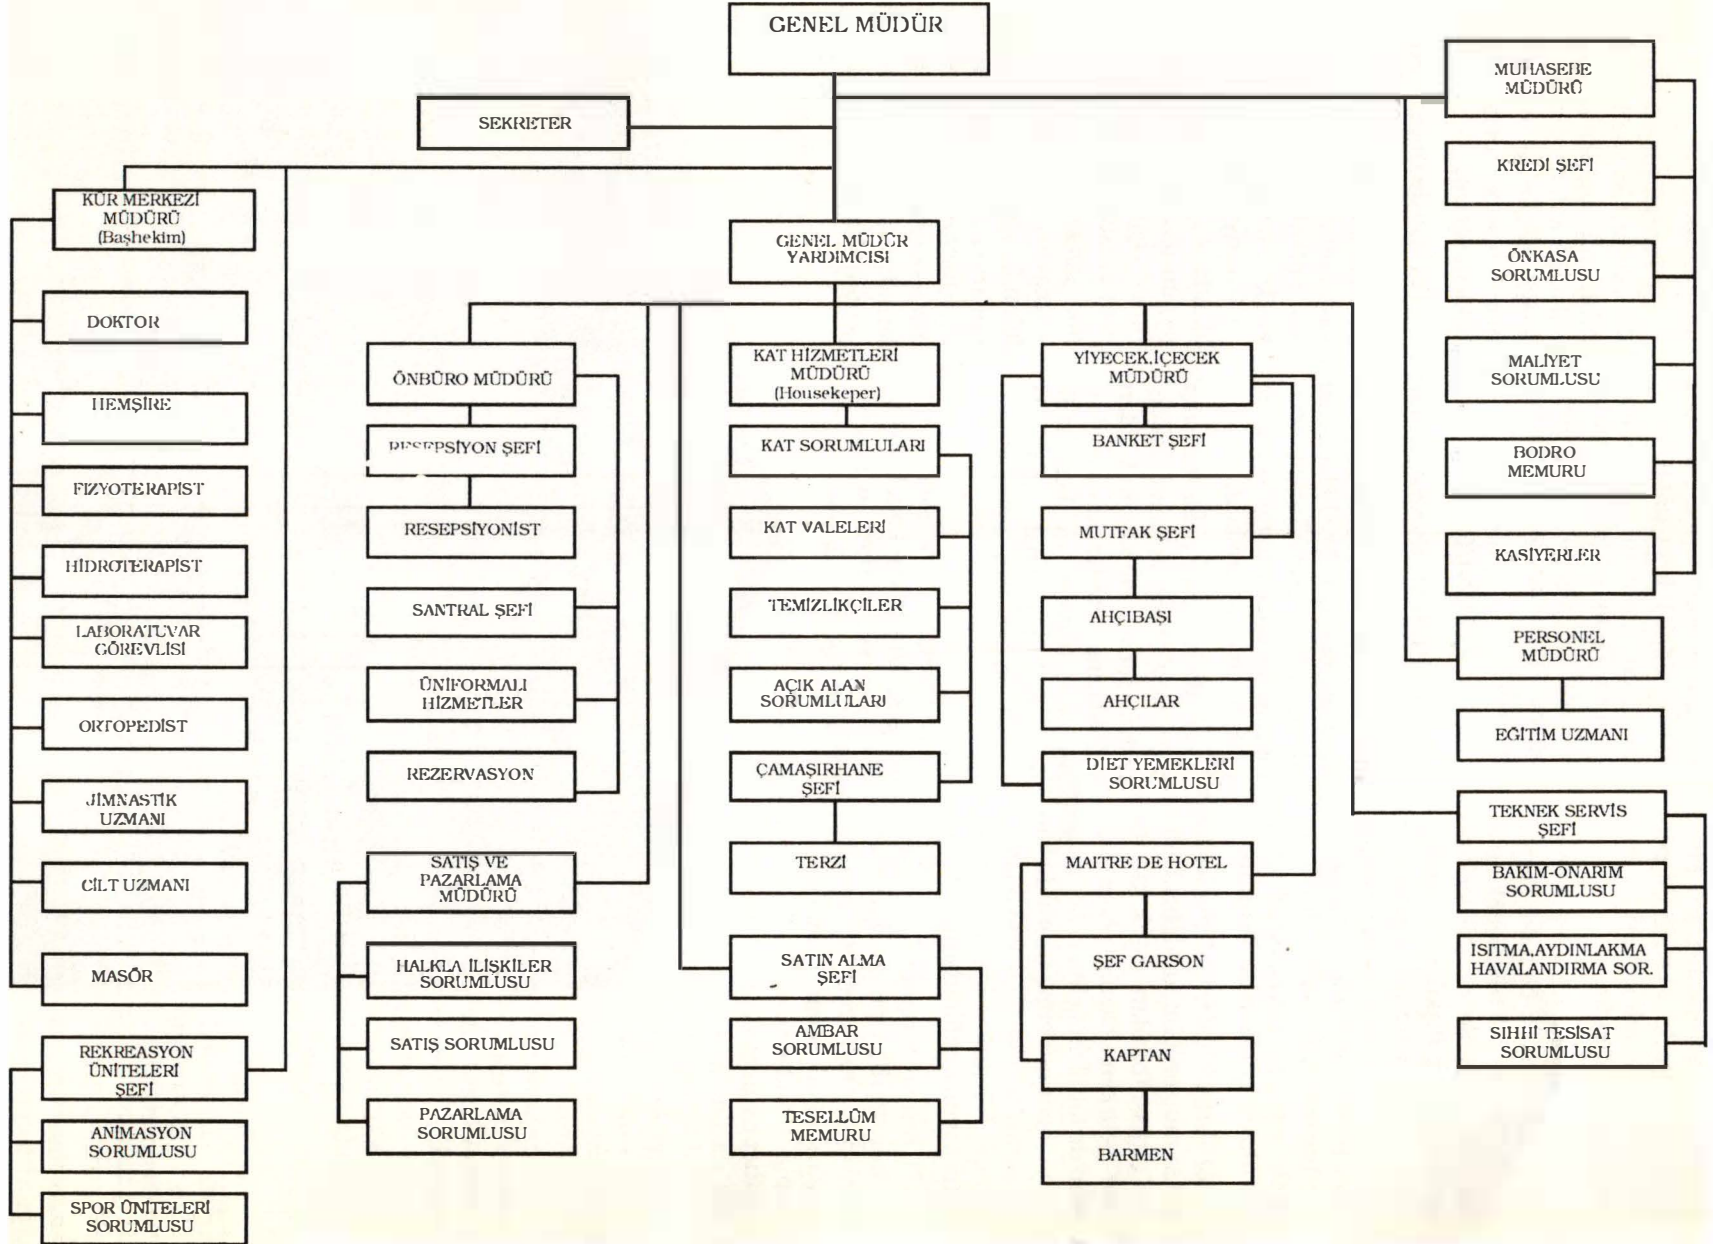 GENEL MÜDÜR
SEKRETER
KÜR MERKEZİ
MÜDÜRÜ
(Başhekim)
DOKTOR
HEMŞİRE
FIZYOTERAPİST
HİDROTERAPİST
LABORATUVAR
GÖREVLİSİ
ORTOPEDİST
JİMNASTİK
UZMANI
CİLT UZMANI
MASÖR
REKREASYON
ÜNİTELERİ
ŞEFİ
ANİMASYON
SORUMLUSU
SPOR ÜNİTELERİ
SORUMLUSU
GENEL MÜDÜR
YARDIMCISI
ÖNBÜRO MÜDÜRÜ
RESEPSİYON ŞEFİ
RESEPSİYONİST
SANTRAL ŞEFİ
ÜNİFORMALI
HİZMETLER
REZERVASYON
SATIŞ VE
PAZARLAMA
MÜDÜRÜ
HALKLA İLİŞKİLER
SORUMLUSU
SATIŞ SORUMLUSU
PAZARLAMA
SORUMLUSU
KAT HİZMETLERİ
MÜDÜRÜ
(Housekeper)
KAT SORUMLULARI
KAT VALELERİ
TEMİZLİKÇİLER
AÇIK ALAN
SORUMLULARI
ÇAMAŞIRHANE
ŞEFİ
TERZİ
SATIN ALMA
ŞEFİ
AMBAR
SORUMLUSU
TESELLÜM
MEMURU
YİYECEK.İÇECEK
MÜDÜRÜ
BANKET ŞEFİ
MUTFAK ŞEFİ
AHÇIBAŞI
AHÇILAR
DİET YEMEKLERİ
SORUMLUSU
MAITRE DE HOTEL
ŞEF GARSON
KAPTAN
BARMEN
MUHASEBE
MÜDÜRÜ
KREDİ ŞEFİ
ÖNKASA
SORUMLUSU
MALİYET
SORUMLUSU
BODRO
MEMURU
KASİYERLER
PERSONEL
MÜDÜRÜ
EĞİTİM UZMANI
TEKNEK SERVİS
ŞEFİ
BAKIM-ONARIM
SORUMLUSU
ISITMA,AYDINLAKMA
HAVALANDIRMA SOR.
SIHHİ TESİSAT
SORUMLUSU